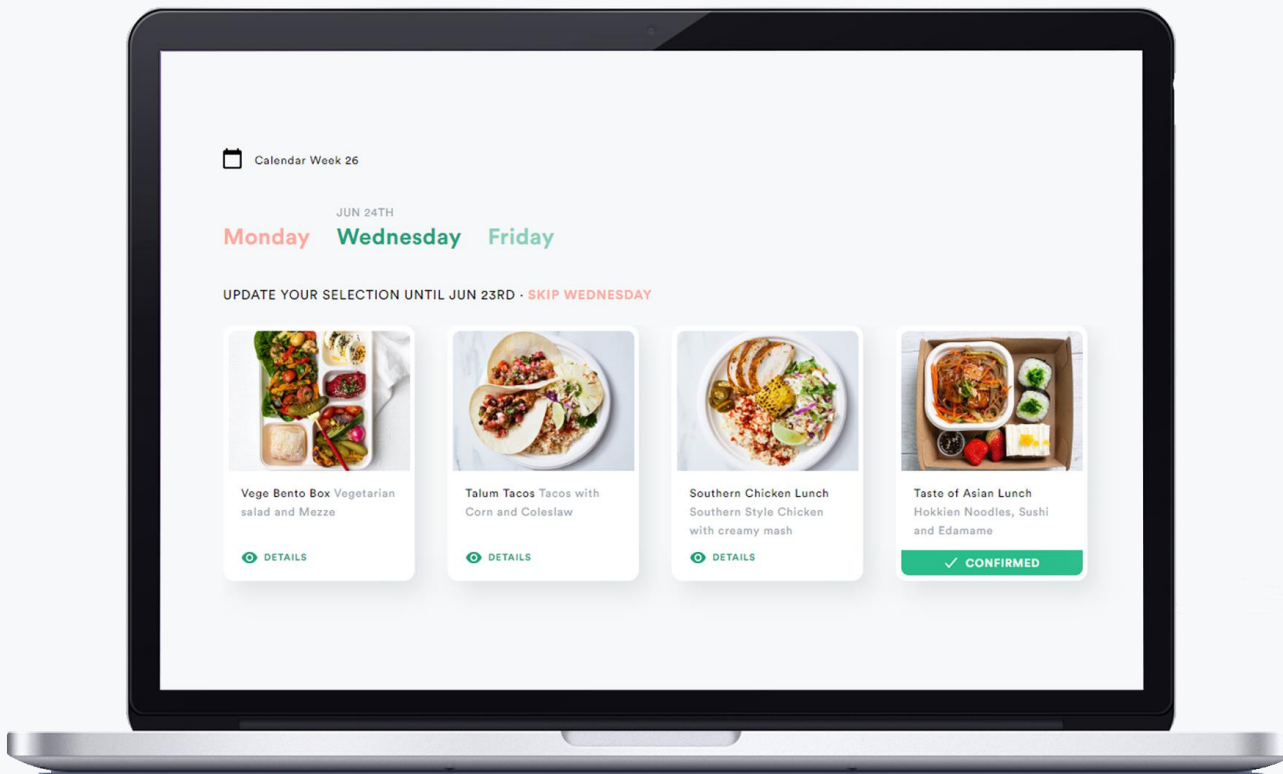 Calendar Week 26
JUN 24TH
Monday Wednesday Friday
UPDATE YOUR SELECTION UNTIL JUN 23RD · SKIP WEDNESDAY
Vege Bento Box Vegetarian
salad and Mezze
DETAILS
Talum Tacos Tacos with
Corn and Coleslaw
DETAILS
Southern Chicken Lunch
Southern Style Chicken
with creamy mash
DETAILS
Taste of Asian Lunch
Hokkien Noodles, Sushi
and Edamame
CONFIRMED